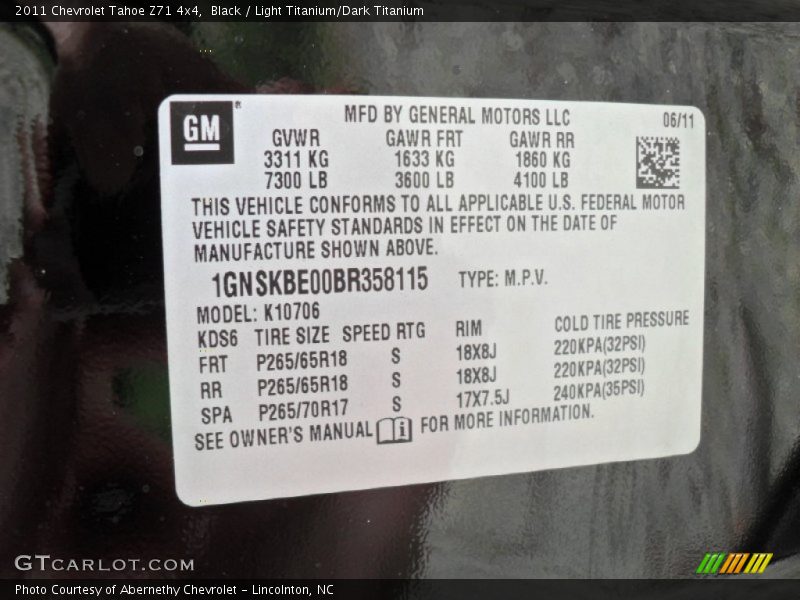 2011 Chevrolet Tahoe Z71 4x4,  Black / Light Titanium/Dark Titanium
GM ® MFD BY GENERAL MOTORS LLC 06/11
GVWR GAWR FRT GAWR RR
3311 KG 1633 KG 1860 KG
7300 LB 3600 LB 4100 LB
THIS VEHICLE CONFORMS TO ALL APPLICABLE U.S. FEDERAL MOTOR
VEHICLE SAFETY STANDARDS IN EFFECT ON THE DATE OF
MANUFACTURE SHOWN ABOVE.
1GNSKBE00BR358115 TYPE: M.P.V.
MODEL: K10706
KDS6 TIRE SIZE SPEED RTG RIM COLD TIRE PRESSURE
FRT P265/65R18 S 18X8J 220KPA(32PSI)
RR P265/65R18 S 18X8J 220KPA(32PSI)
SPA P265/70R17 S 17X7.5J 240KPA(35PSI)
SEE OWNER'S MANUAL i FOR MORE INFORMATION.
GTCARLOT.COM
Photo Courtesy of Abernethy Chevrolet - Lincolnton, NC